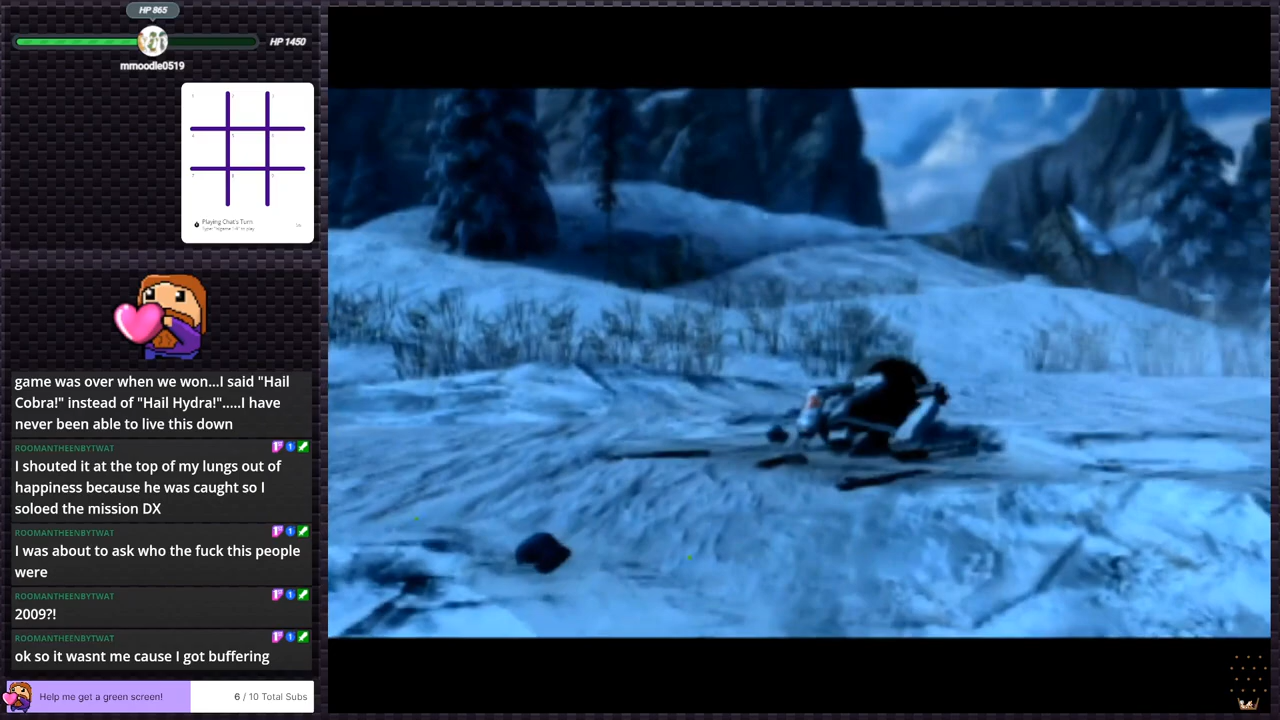 HP 865
HP 1450
mmoodle0519
1
4
7
Playing Chat's Turn
game was over when we won...I said "Hail
Cobra!" instead of "Hail Hydra!".....I have
never been able to live this down
ROOMANTHEENBYTWAT
I shouted it at the top of my lungs out of
happiness because he was caught so I
soloed the mission DX
ROOMANTHEENBYTWAT
I was about to ask who the fuck this people
were
ROOMANTHEENBYTWAT
2009?!
ROOMANTHEENBYTWAT
ok so it wasnt me cause I got buffering
Help me get a green screen!
6 / 10 Total Subs